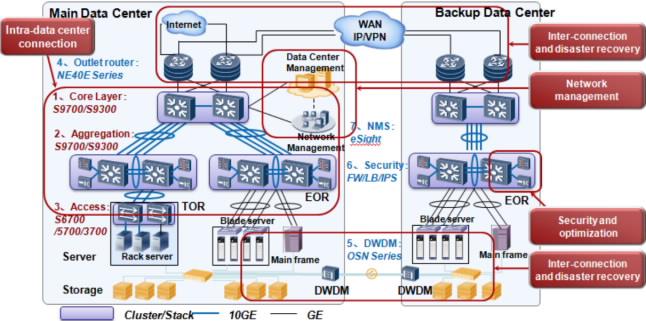 Main Data Center
Backup Data Center
Intra-data center
connection
Internet
WAN
IP/VPN
Inter-connection
and disaster recovery
4、Outlet router:
NE40E Series
Data Center
Management
Network
management
1、Core Layer:
S9700/S9300
2、Aggregation:
S9700/S9300
Network
Management
7、NMS:
eSight
6、Security:
FW/LB/IPS
EOR
EOR
3、Access:
S6700
/5700/3700
TOR
Blade server
Blade server
Security and
optimization
Server
Rack server
Main frame
5、DWDM:
OSN Series
Main frame
Inter-connection
and disaster recovery
Storage
DWDM
DWDM
Cluster/Stack
10GE
GE